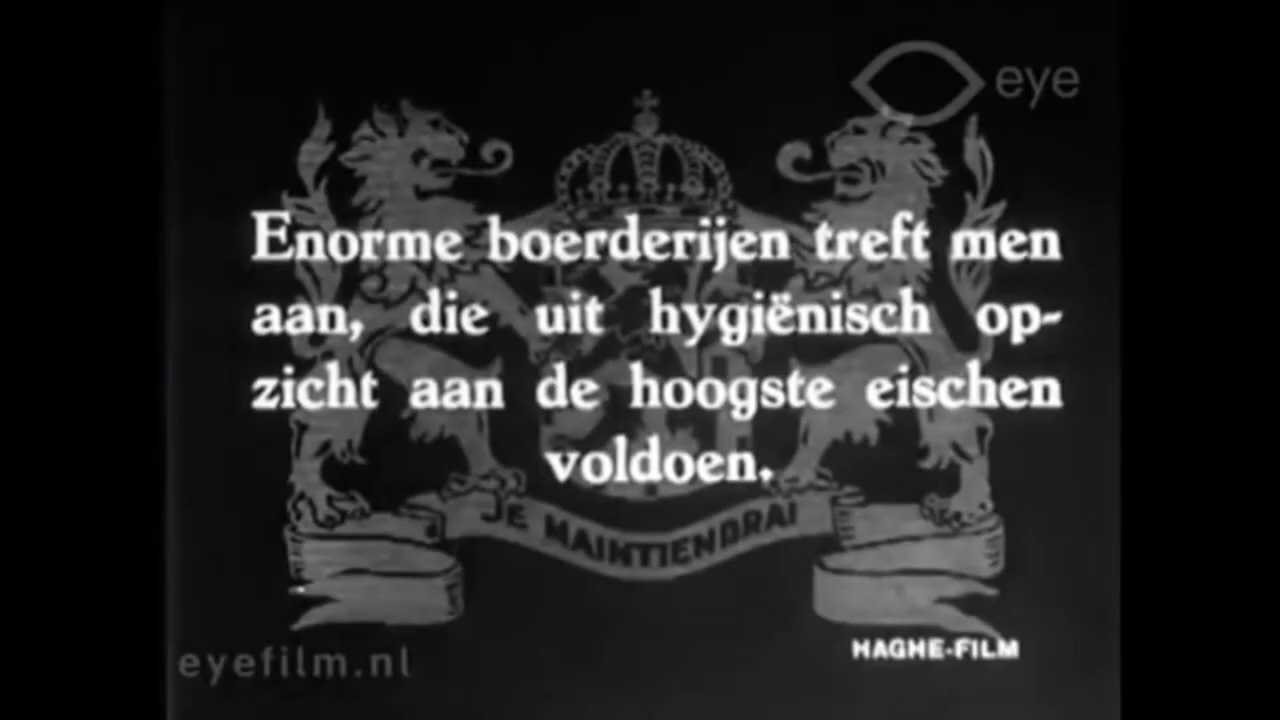 eye
Enorme boerderijen treft men
aan, die uit hygiënisch op-
zicht aan de hoogste eischen
voldoen.
JE MAINTIENDRAI
HAGHE-FILM
eyefilm.nl